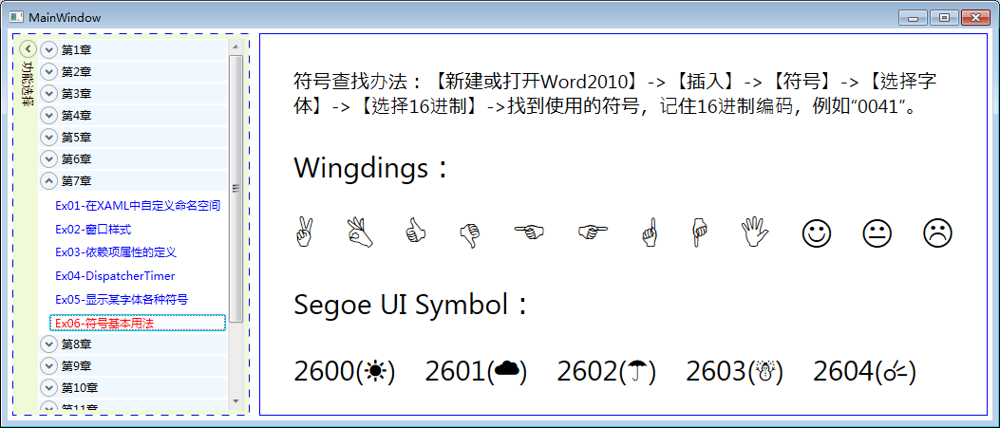 MainWindow
功能选择
第1章
第2章
第3章
第4章
第5章
第6章
第7章
Ex01-在XAML中自定义命名空间
Ex02-窗口样式
Ex03-依赖项属性的定义
Ex04-DispatcherTimer
Ex05-显示某字体各种符号
Ex06-符号基本用法
第8章
第9章
第10章
第11章
符号查找办法：【新建或打开Word2010】->【插入】->【符号】->【选择字
体】->【选择16进制】->找到使用的符号，记住16进制编码，例如“0041”。
Wingdings：
✌ 👌 👍 👎 ☜ ☞ ☝ ☟ 🖐 ☺ 😐 ☹
Segoe UI Symbol：
2600(☀) 2601(☁) 2602(☂) 2603(☃) 2604(☄)